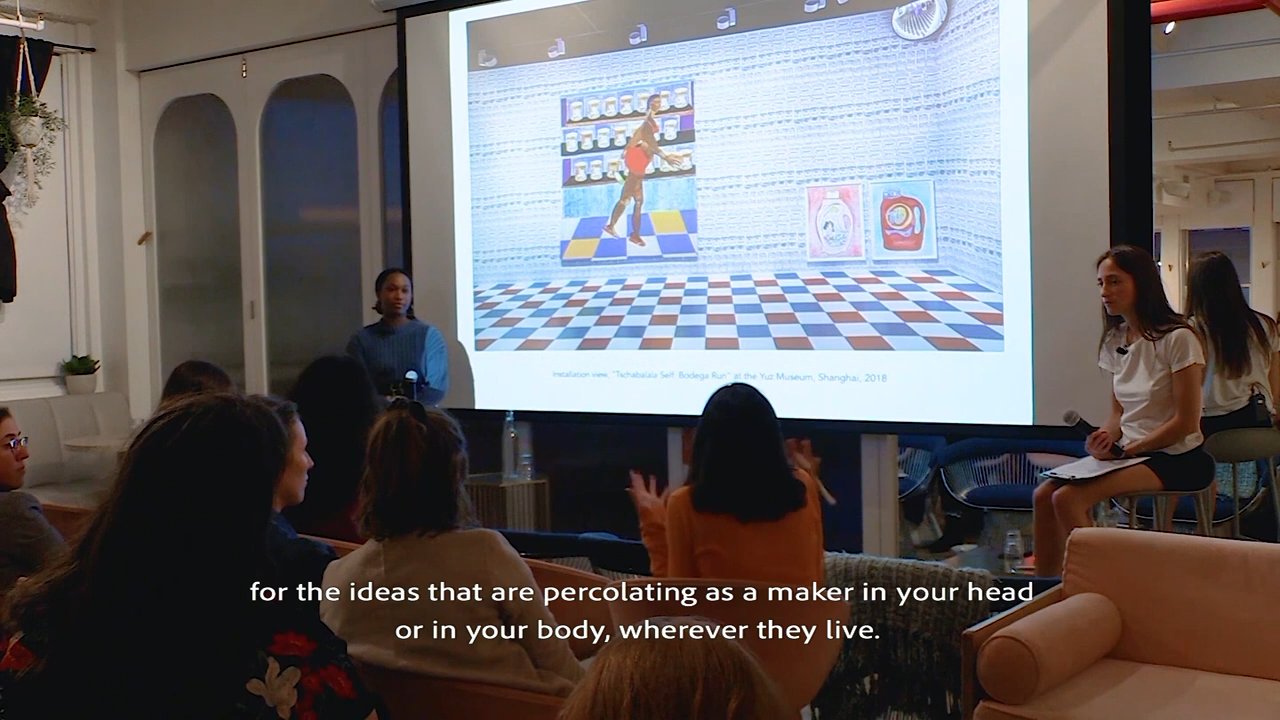 Installation view, "Tschabalala Self: Bodega Run" at the Yuz Museum, Shanghai, 2018
for the ideas that are percolating as a maker in your head
or in your body, wherever they live.